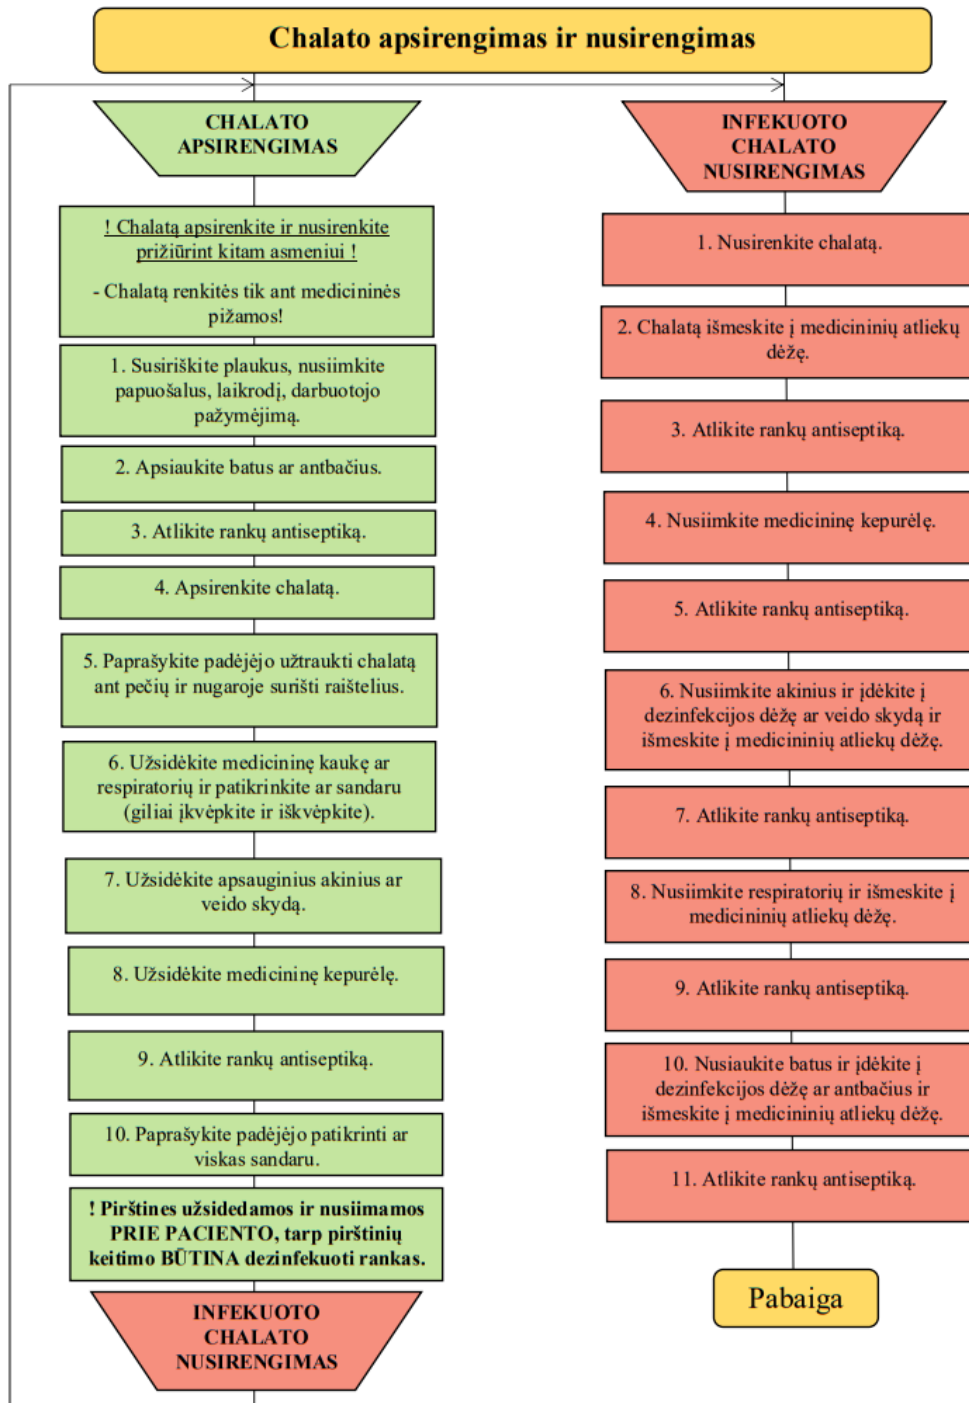 Chalato apsirengimas ir nusirengimas
CHALATO
APSIRENGIMAS
! Chalatą apsirenkite ir nusirenkite
prižiūrint kitam asmeniui !
- Chalatą renkitės tik ant medicininės
pižamos!
1. Susiriškite plaukus, nusiimkite
papuošalus, laikrodį, darbuotojo
pažymėjimą.
2. Apsiaukite batus ar antbačius.
3. Atlikite rankų antiseptiką.
4. Apsirenkite chalatą.
5. Paprašykite padėjėjo užtraukti chalatą
ant pečių ir nugaroje surišti raištelius.
6. Užsidėkite medicininę kaukę ar
respiratorių ir patikrinkite ar sandaru
(giliai įkvėpkite ir iškvėpkite).
7. Užsidėkite apsauginius akinius ar
veido skydą.
8. Užsidėkite medicininę kepurėlę.
9. Atlikite rankų antiseptiką.
10. Paprašykite padėjėjo patikrinti ar
viskas sandaru.
! Pirštines užsidedamos ir nusiimamos
PRIE PACIENTO, tarp pirštinių
keitimo BŪTINA dezinfekuoti rankas.
INFEKUOTO
CHALATO
NUSIRENGIMAS
INFEKUOTO
CHALATO
NUSIRENGIMAS
1. Nusirenkite chalatą.
2. Chalatą išmeskite į medicininių atliekų
dėžę.
3. Atlikite rankų antiseptiką.
4. Nusiimkite medicininę kepurėlę.
5. Atlikite rankų antiseptiką.
6. Nusiimkite akinius ir įdėkite į
dezinfekcijos dėžę ar veido skydą ir
išmeskite į medicininių atliekų dėžę.
7. Atlikite rankų antiseptiką.
8. Nusiimkite respiratorių ir išmeskite į
medicininių atliekų dėžę.
9. Atlikite rankų antiseptiką.
10. Nusiaukite batus ir įdėkite į
dezinfekcijos dėžę ar antbačius ir
išmeskite į medicininių atliekų dėžę.
11. Atlikite rankų antiseptiką.
Pabaiga